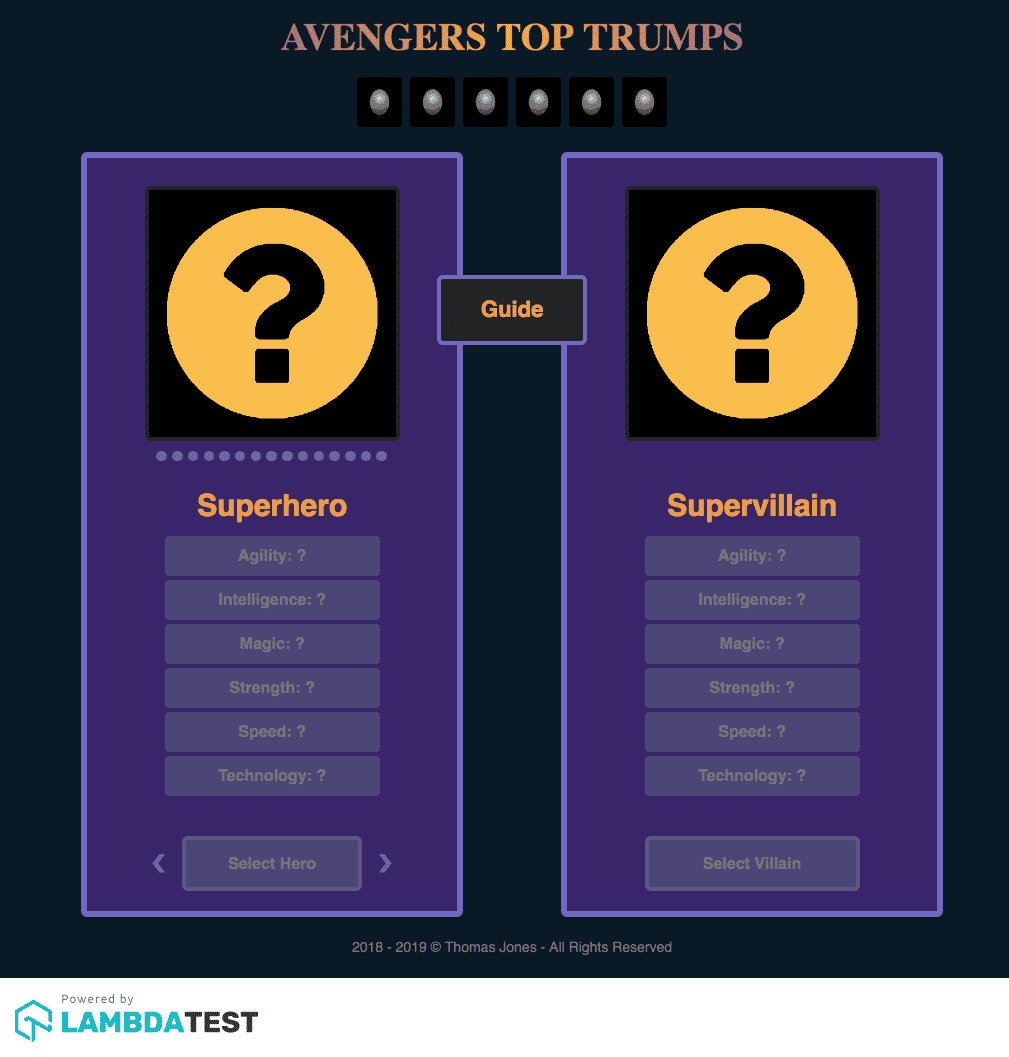 AVENGERS TOP TRUMPS
?
?
Guide
Superhero
Agility: ?
Intelligence: ?
Magic: ?
Strength: ?
Speed: ?
Technology: ?
❮
Select Hero
❯
Supervillain
Agility: ?
Intelligence: ?
Magic: ?
Strength: ?
Speed: ?
Technology: ?
Select Villain
2018 - 2019 © Thomas Jones - All Rights Reserved
Powered by
LAMBDATEST